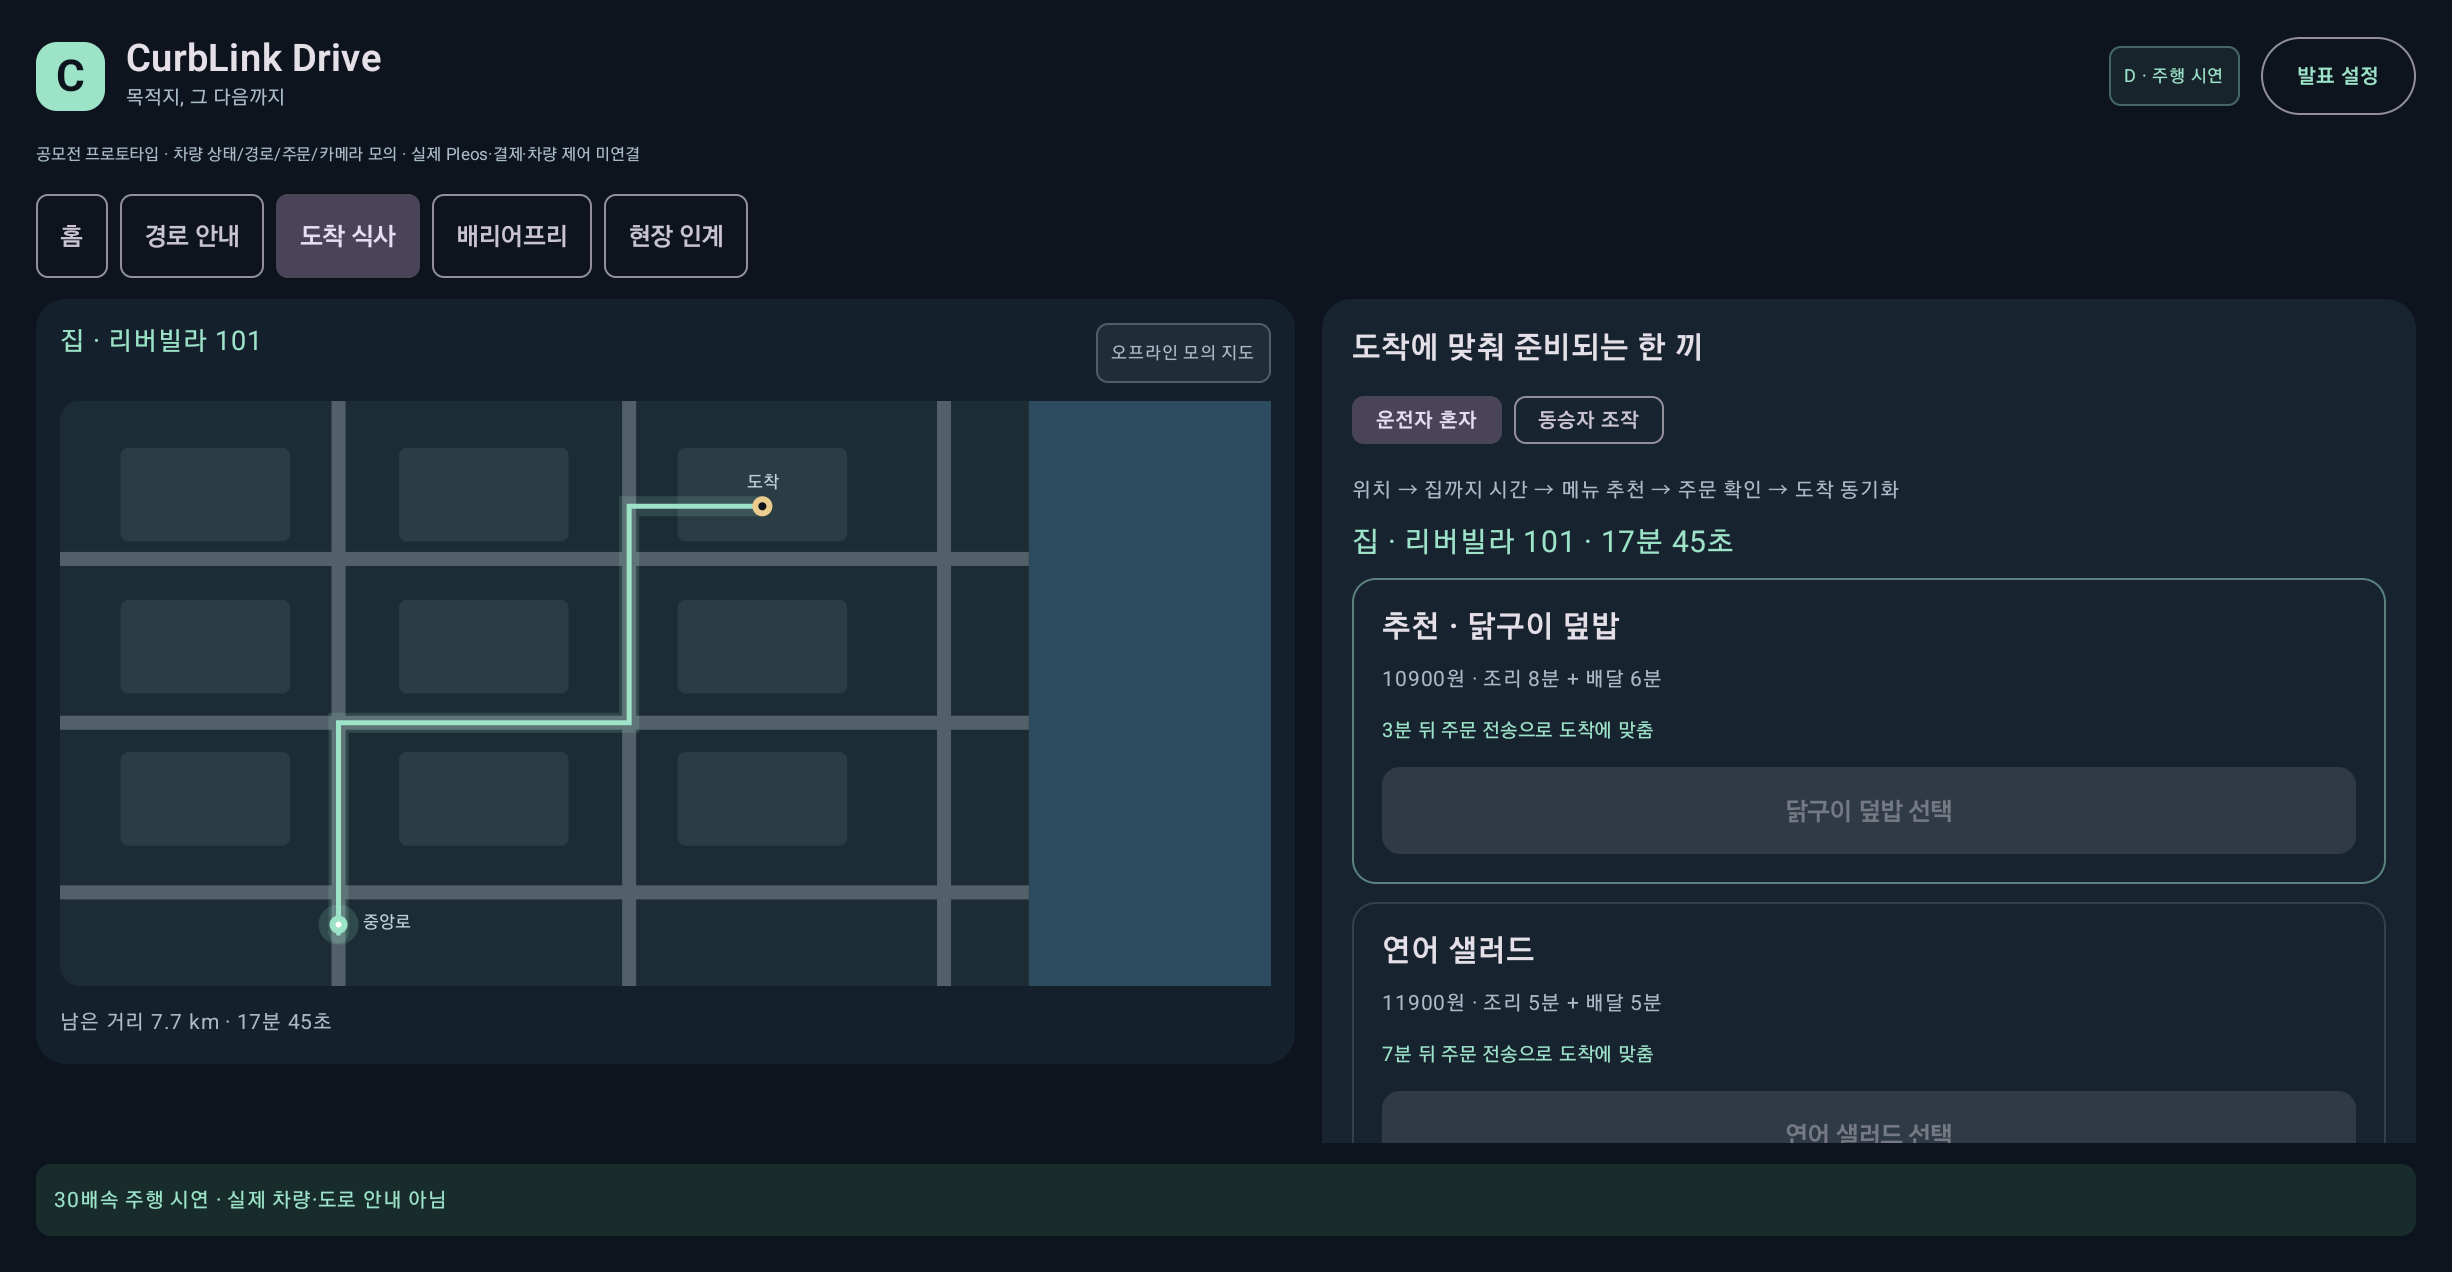 C
CurbLink Drive
목적지, 그 다음까지
D · 주행 시연
발표 설정
공모전 프로토타입 · 차량 상태/경로/주문/카메라 모의 · 실제 Pleos·결제·차량 제어 미연결
홈
경로 안내
도착 식사
배리어프리
현장 인계
집 · 리버빌라 101
오프라인 모의 지도
도착
중앙로
남은 거리 7.7 km · 17분 45초
도착에 맞춰 준비되는 한 끼
운전자 혼자
동승자 조작
위치 → 집까지 시간 → 메뉴 추천 → 주문 확인 → 도착 동기화
집 · 리버빌라 101 · 17분 45초
추천 · 닭구이 덮밥
10900원 · 조리 8분 + 배달 6분
3분 뒤 주문 전송으로 도착에 맞춤
닭구이 덮밥 선택
연어 샐러드
11900원 · 조리 5분 + 배달 5분
7분 뒤 주문 전송으로 도착에 맞춤
연어 샐러드 선택
30배속 주행 시연 · 실제 차량·도로 안내 아님